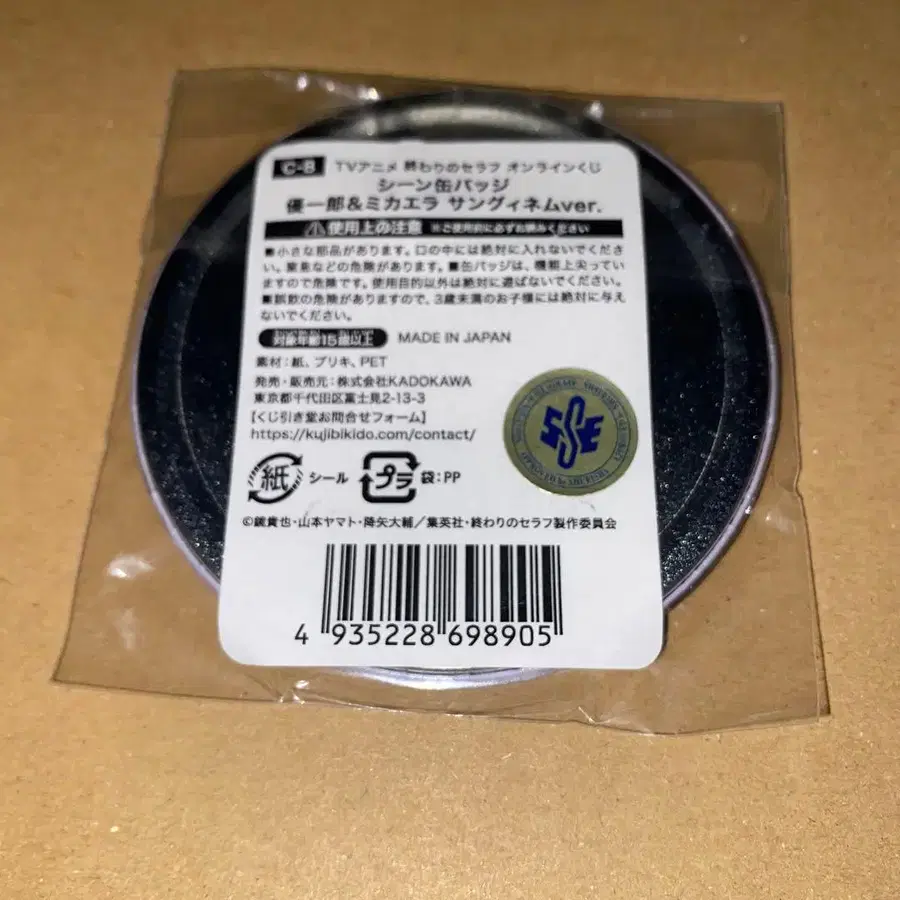 C-8 TVアニメ 終わりのセラフ オンラインくじ
シーン缶バッジ
優一郎&ミカエラ サングィネムver.
使用上の注意 ※ご使用前に必ずお読みください
■小さな部品があります。口の中には絶対に入れないでくださ
い。窒息などの危険があります。■缶バッジは、機能上尖ってい
ますので危険です。使用目的以外は絶対に遊ばないでください。
■誤飲の危険がありますので、3歳未満のお子様には絶対に与え
ないでください。
対象年齢15歳以上 MADE IN JAPAN
素材:紙、ブリキ、PET
発売・販売元:株式会社KADOKAWA
東京都千代田区富士見2-13-3
【くじ引き堂お問合せフォーム】
https://kujibikido.com/contact/
SSE
紙 シール プラ 袋:PP
©鏡貴也・山本ヤマト・降矢大輔/集英社・終わりのセラフ製作委員会
4 935228 698905